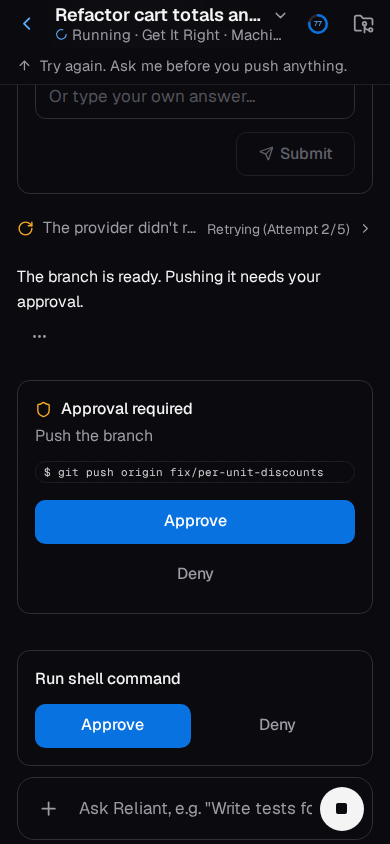 Refactor cart totals an...
77
Running · Get It Right · Machi...
Try again. Ask me before you push anything.
Or type your own answer...
Submit
The provider didn't r... Retrying (Attempt 2/5)
The branch is ready. Pushing it needs your
approval.
Approval required
Push the branch
$ git push origin fix/per-unit-discounts
Approve
Deny
Run shell command
Approve Deny
Ask Reliant, e.g. "Write tests fo